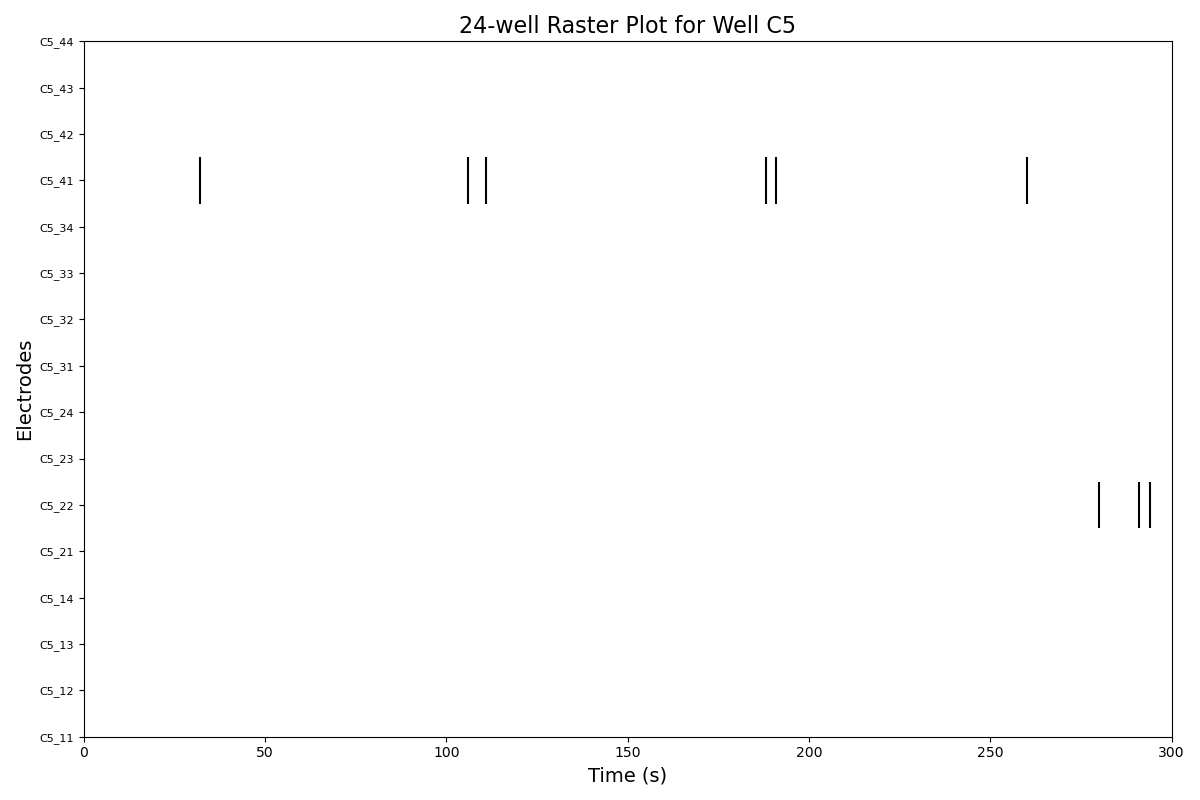 24-well Raster Plot for Well C5
C5_44
C5_43
C5_42
C5_41
C5_34
C5_33
C5_32
C5_31
C5_24
C5_23
C5_22
C5_21
C5_14
C5_13
C5_12
C5_11
Electrodes
0 50 100 150 200 250 300
Time (s)